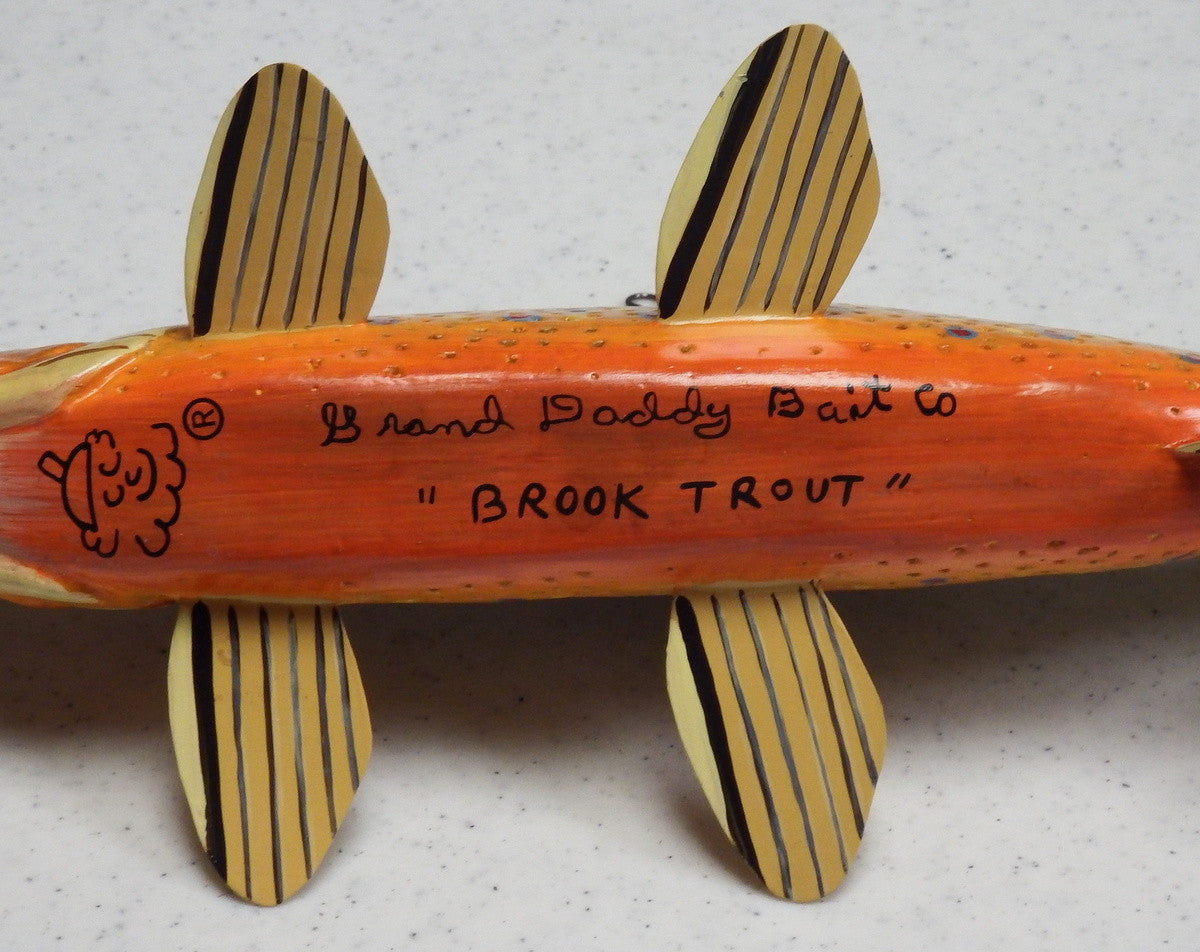 ®
Grand Daddy Bait Co
" BROOK TROUT "